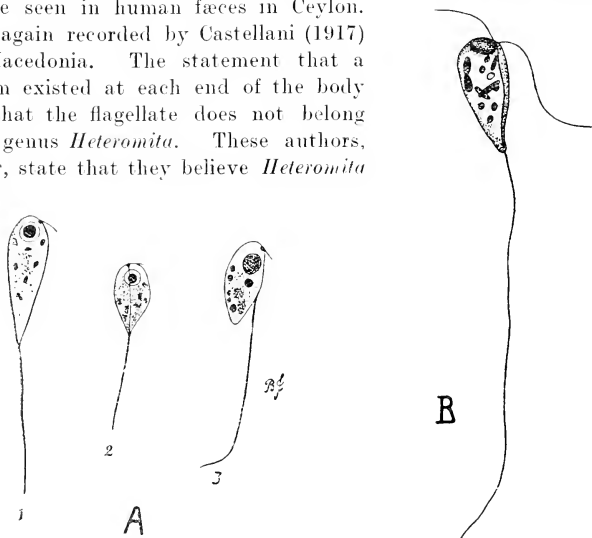 e seen in human fæces in Ceylon.
again recorded by Castellani (1917)
acedonia. The statement that a
n existed at each end of the body
hat the flagellate does not belong
genus Heteromita. These authors,
, state that they believe Heteromita
1
2
3
A
B